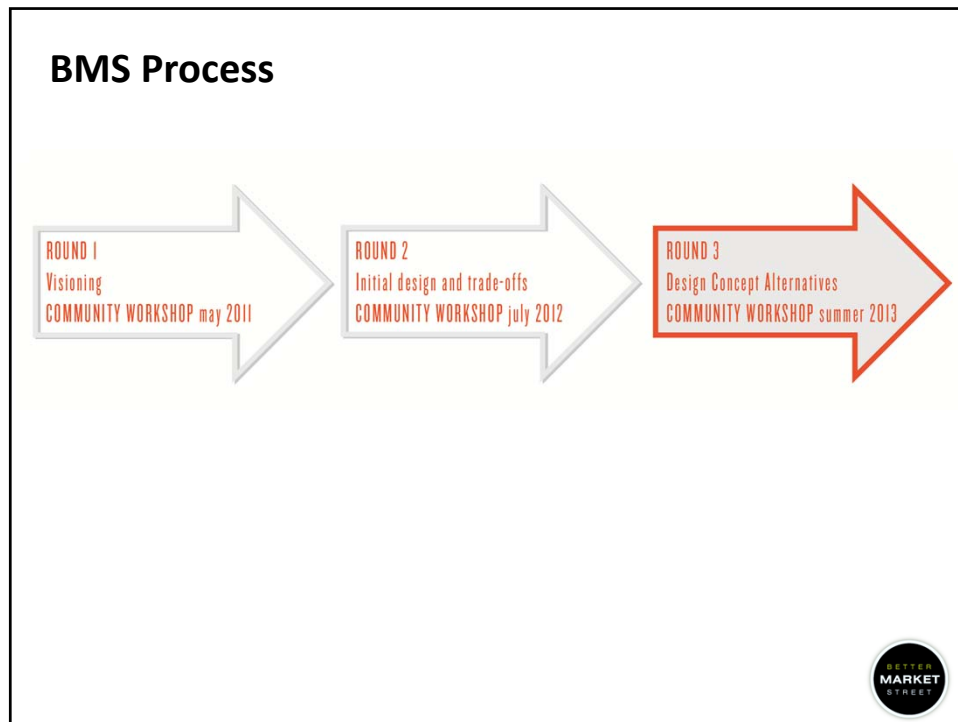 BMS Process
ROUND 1
Visioning
COMMUNITY WORKSHOP may 2011
ROUND 2
Initial design and trade-offs
COMMUNITY WORKSHOP july 2012
ROUND 3
Design Concept Alternatives
COMMUNITY WORKSHOP summer 2013
BETTER
MARKET
STREET